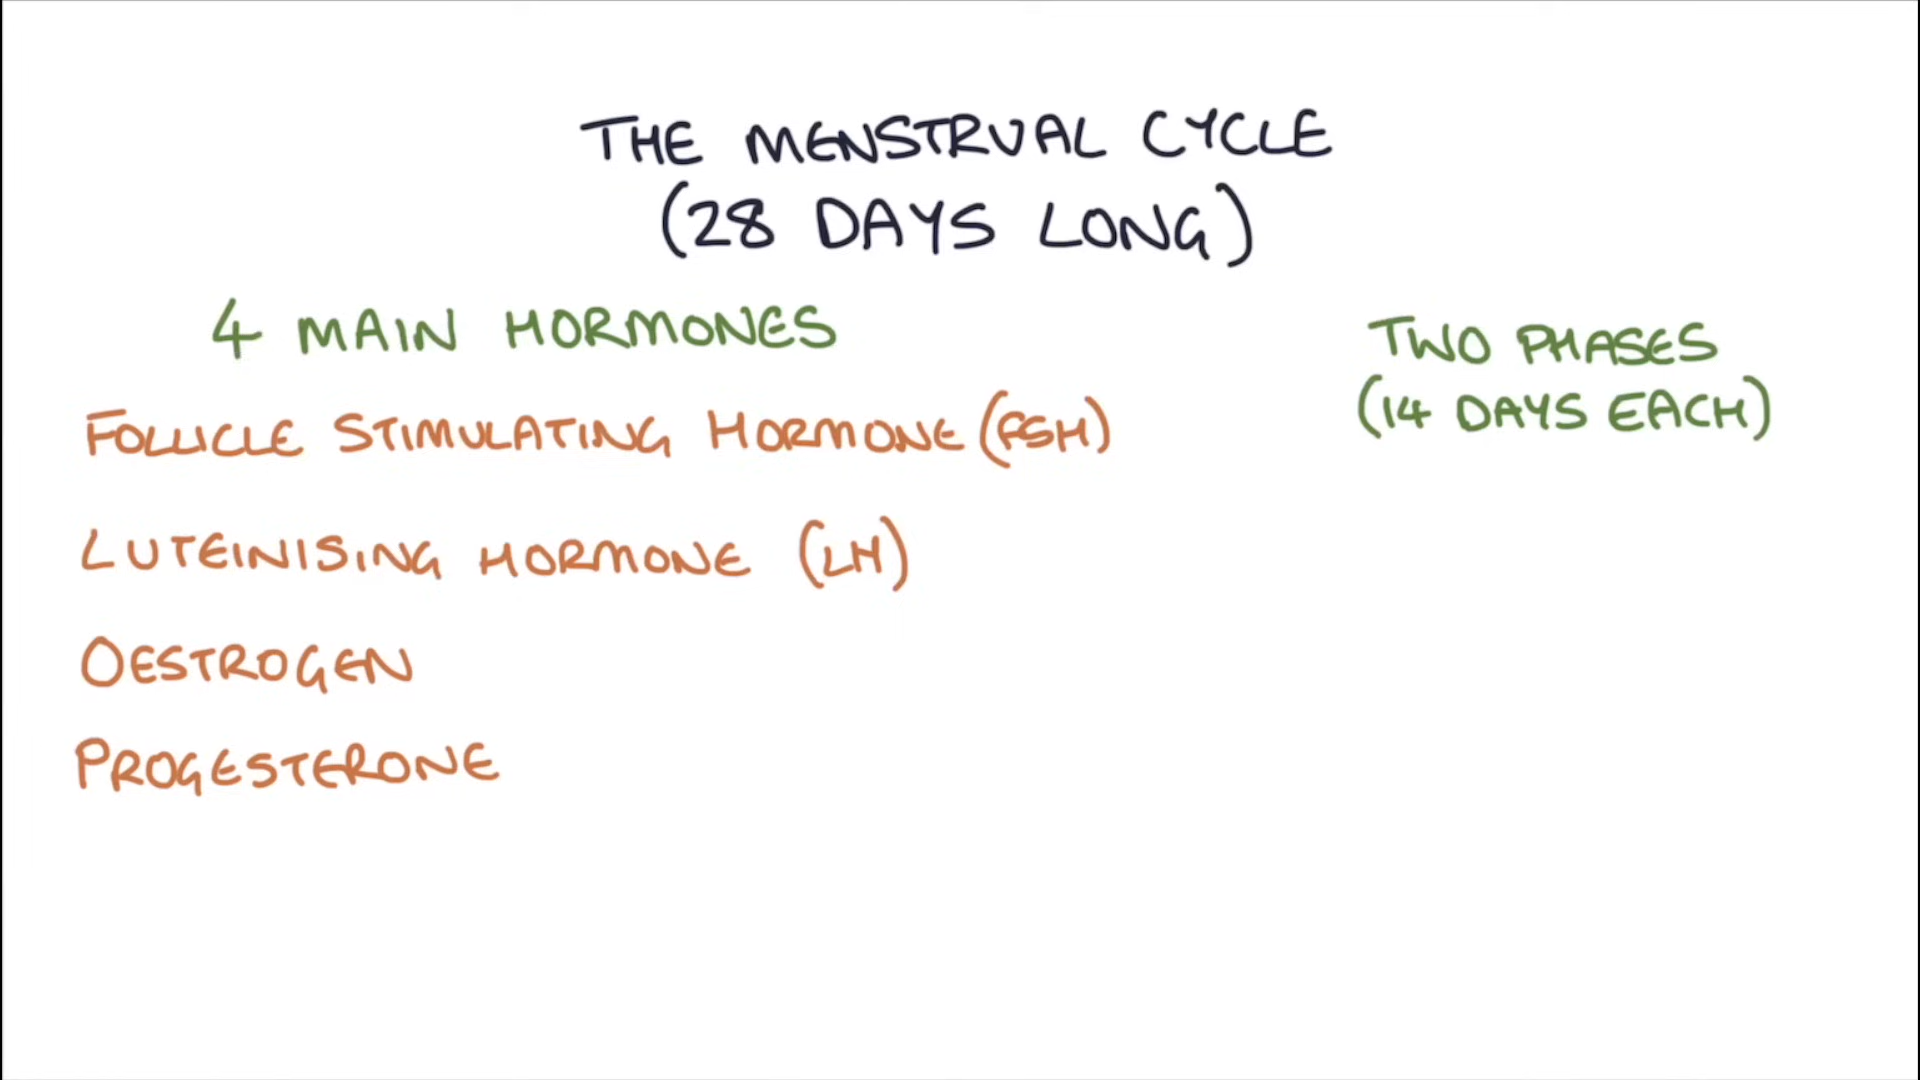 THE MENSTRUAL CYCLE
(28 DAYS LONG)
4 MAIN HORMONES
FOLLICLE STIMULATING HORMONE (FSH)
LUTEINISING HORMONE (LH)
OESTROGEN
PROGESTERONE
TWO PHASES
(14 DAYS EACH)